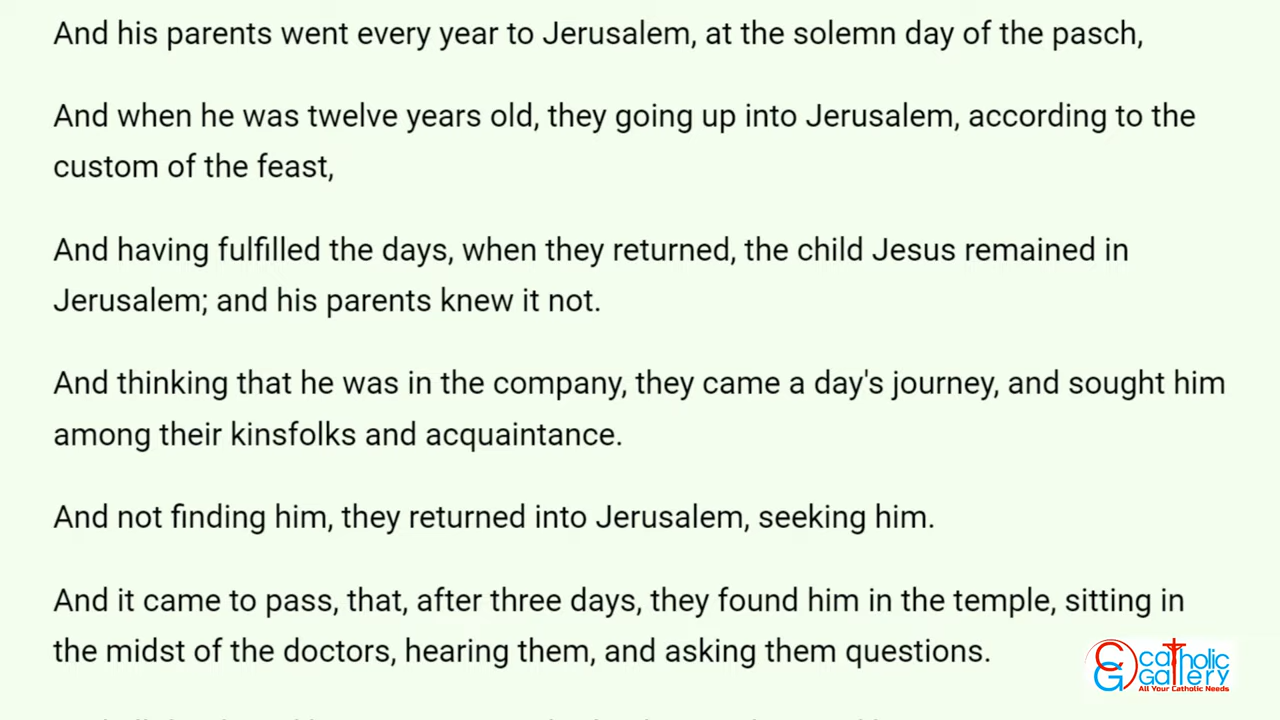 And his parents went every year to Jerusalem, at the solemn day of the pasch,
And when he was twelve years old, they going up into Jerusalem, according to the
custom of the feast,
And having fulfilled the days, when they returned, the child Jesus remained in
Jerusalem; and his parents knew it not.
And thinking that he was in the company, they came a day's journey, and sought him
among their kinsfolks and acquaintance.
And not finding him, they returned into Jerusalem, seeking him.
And it came to pass, that, after three days, they found him in the temple, sitting in
the midst of the doctors, hearing them, and asking them questions.
CG catholic
Gallery
All Your Catholic Needs